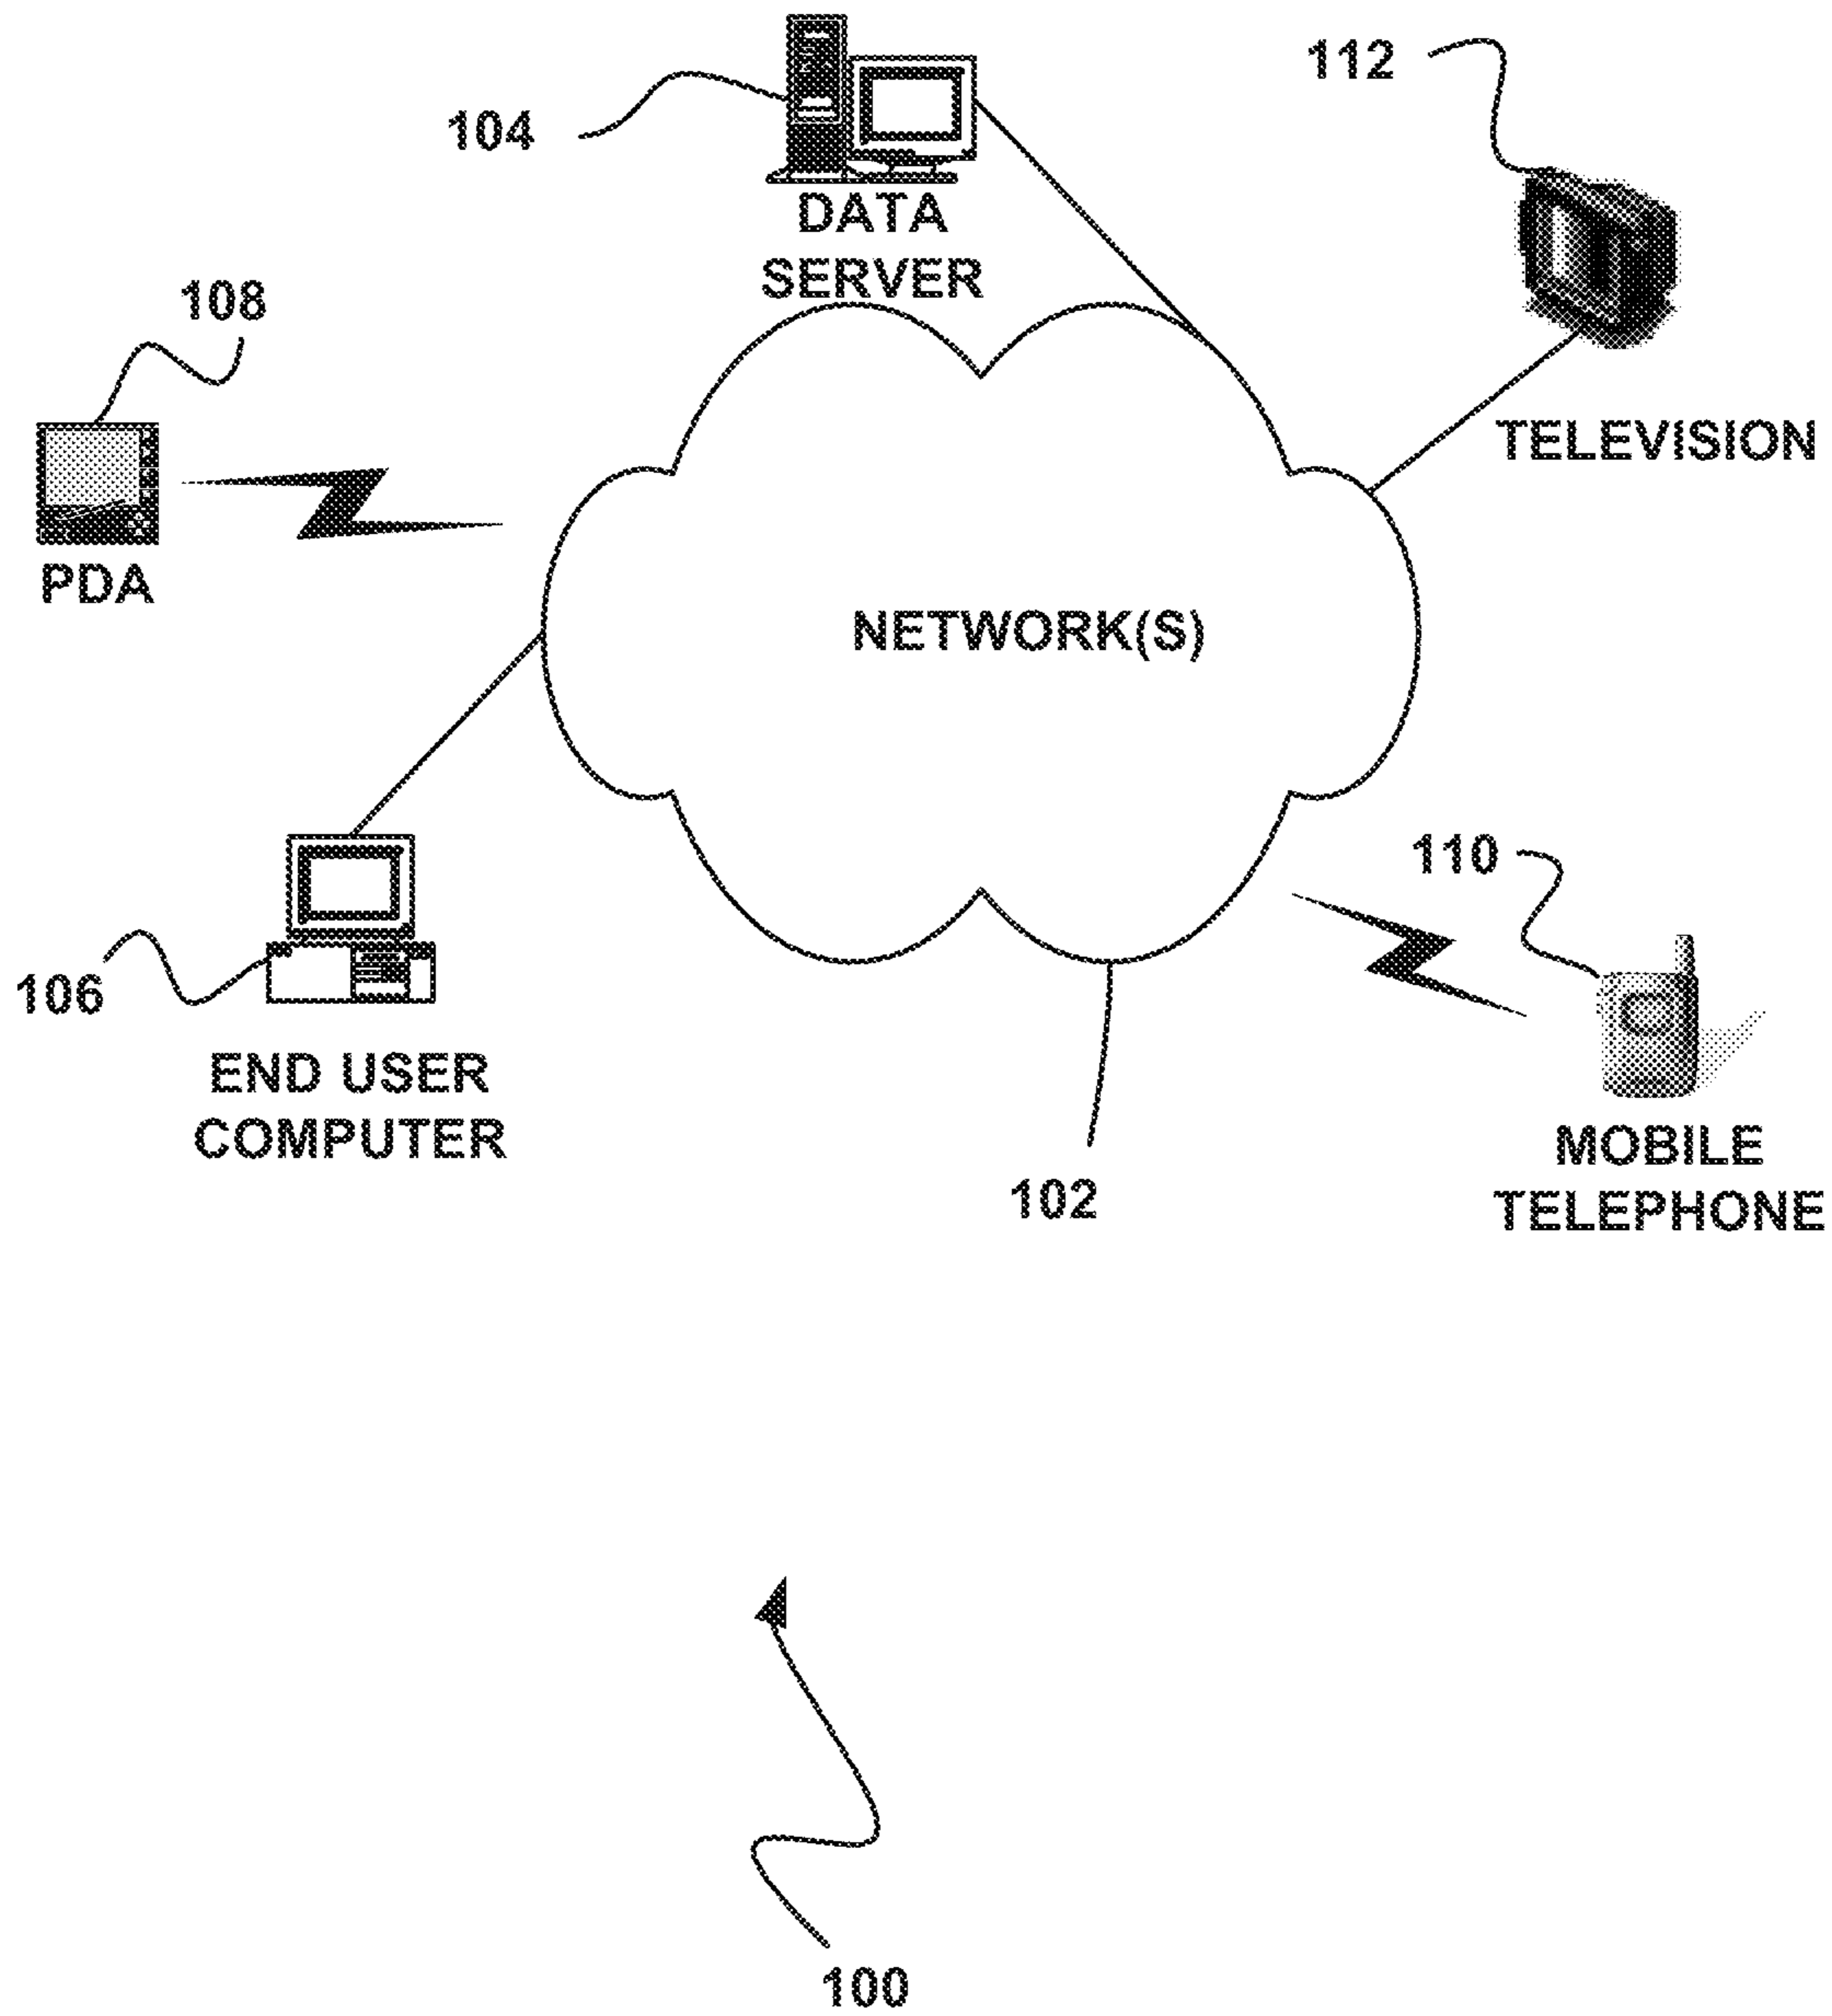 112
104
DATA
SERVER
108
TELEVISION
PDA
NETWORK(S)
110
106
END USER
COMPUTER
MOBILE
TELEPHONE
102
100